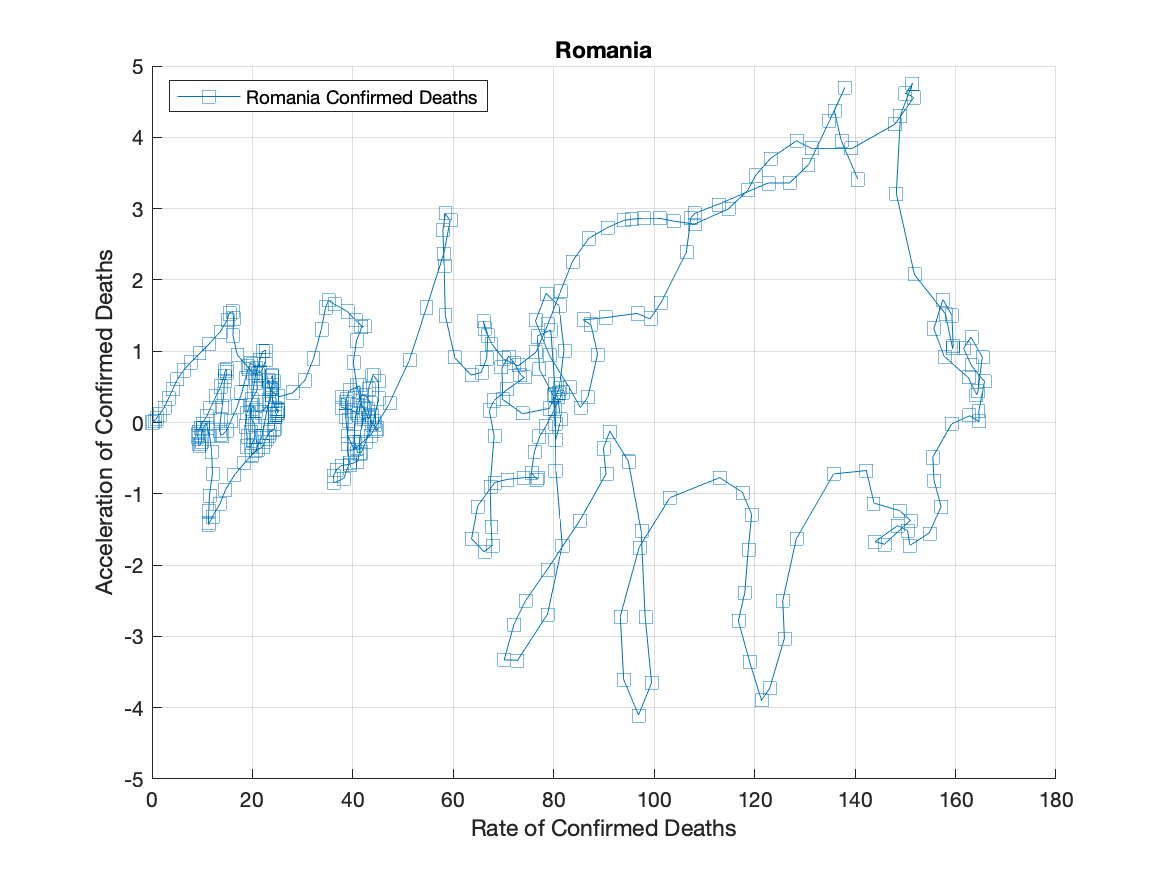 Romania
Romania Confirmed Deaths
5
4
3
2
1
0
-1
-2
-3
-4
-5
Acceleration of Confirmed Deaths
0 20 40 60 80 100 120 140 160 180
Rate of Confirmed Deaths